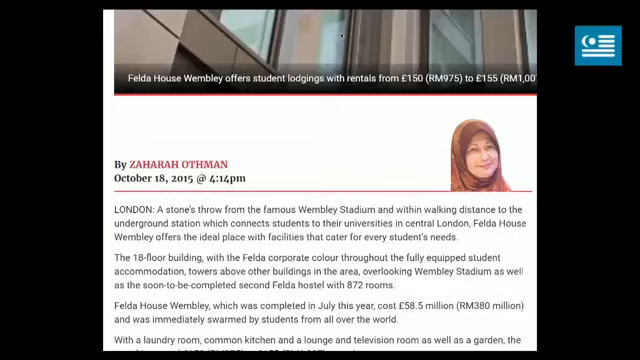 Felda House Wembley offers student lodgings with rentals from £150 (RM975) to £155 (RM1,00
By ZAHARAH OTHMAN
October 18, 2015 @ 4:14pm
LONDON: A stone's throw from the famous Wembley Stadium and within walking distance to the
underground station which connects students to their universities in central London, Felda House
Wembley offers the ideal place with facilities that cater for every student's needs.
The 18-floor building, with the Felda corporate colour throughout the fully equipped student
accommodation, towers above other buildings in the area, overlooking Wembley Stadium as well
as the soon-to-be-completed second Felda hostel with 872 rooms.
Felda House Wembley, which was completed in July this year, cost £58.5 million (RM380 million)
and was immediately swarmed by students from all over the world.
With a laundry room, common kitchen and a lounge and television room as well as a garden, the